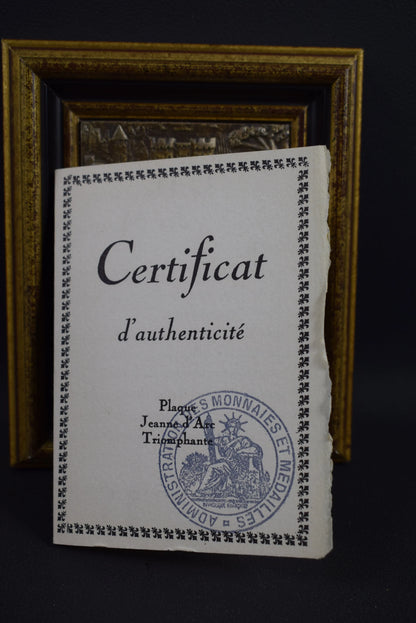 Certificat
d'authenticité
Plaque
Jeanne d'Arc
Triomphante
ADMINISTRATION DES MONNAIES ET MEDAILLES